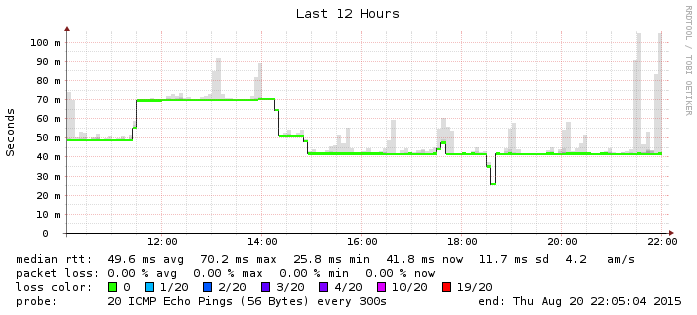 Last 12 Hours
RRDTOOL / TOBI OETIKER
Seconds
100 m
90 m
80 m
70 m
60 m
50 m
40 m
30 m
20 m
10 m
0
12:00 14:00 16:00 18:00 20:00 22:00
median rtt: 49.6 ms avg 70.2 ms max 25.8 ms min 41.8 ms now 11.7 ms sd 4.2 am/s
packet loss: 0.00 % avg 0.00 % max 0.00 % min 0.00 % now
loss color: 0 1/20 2/20 3/20 4/20 10/20 19/20
probe: 20 ICMP Echo Pings (56 Bytes) every 300s end: Thu Aug 20 22:05:04 2015